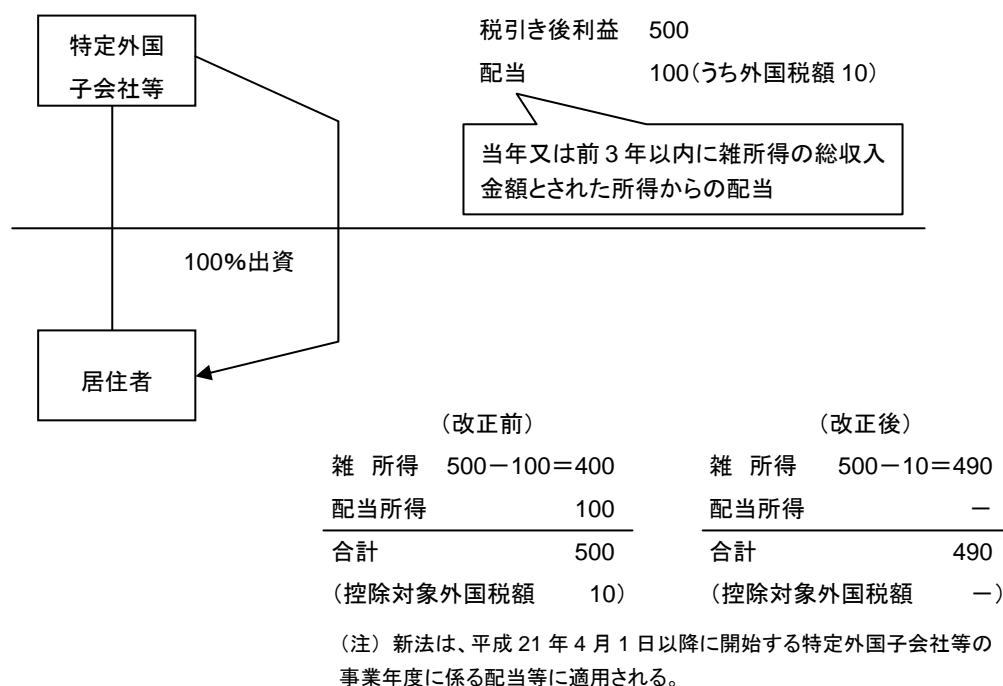 特定外国
子会社等
税引き後利益 500
配当 100(うち外国税額 10)
当年又は前3年以内に雑所得の総収入
金額とされた所得からの配当
100%出資
居住者
(改正前)
雑 所得 500-100=400
配当所得 100
合計 500
(控除対象外国税額 10)
(改正後)
雑 所得 500-10=490
配当所得 -
合計 490
(控除対象外国税額 -)
(注) 新法は、平成 21 年 4 月 1 日以降に開始する特定外国子会社等の
事業年度に係る配当等に適用される。